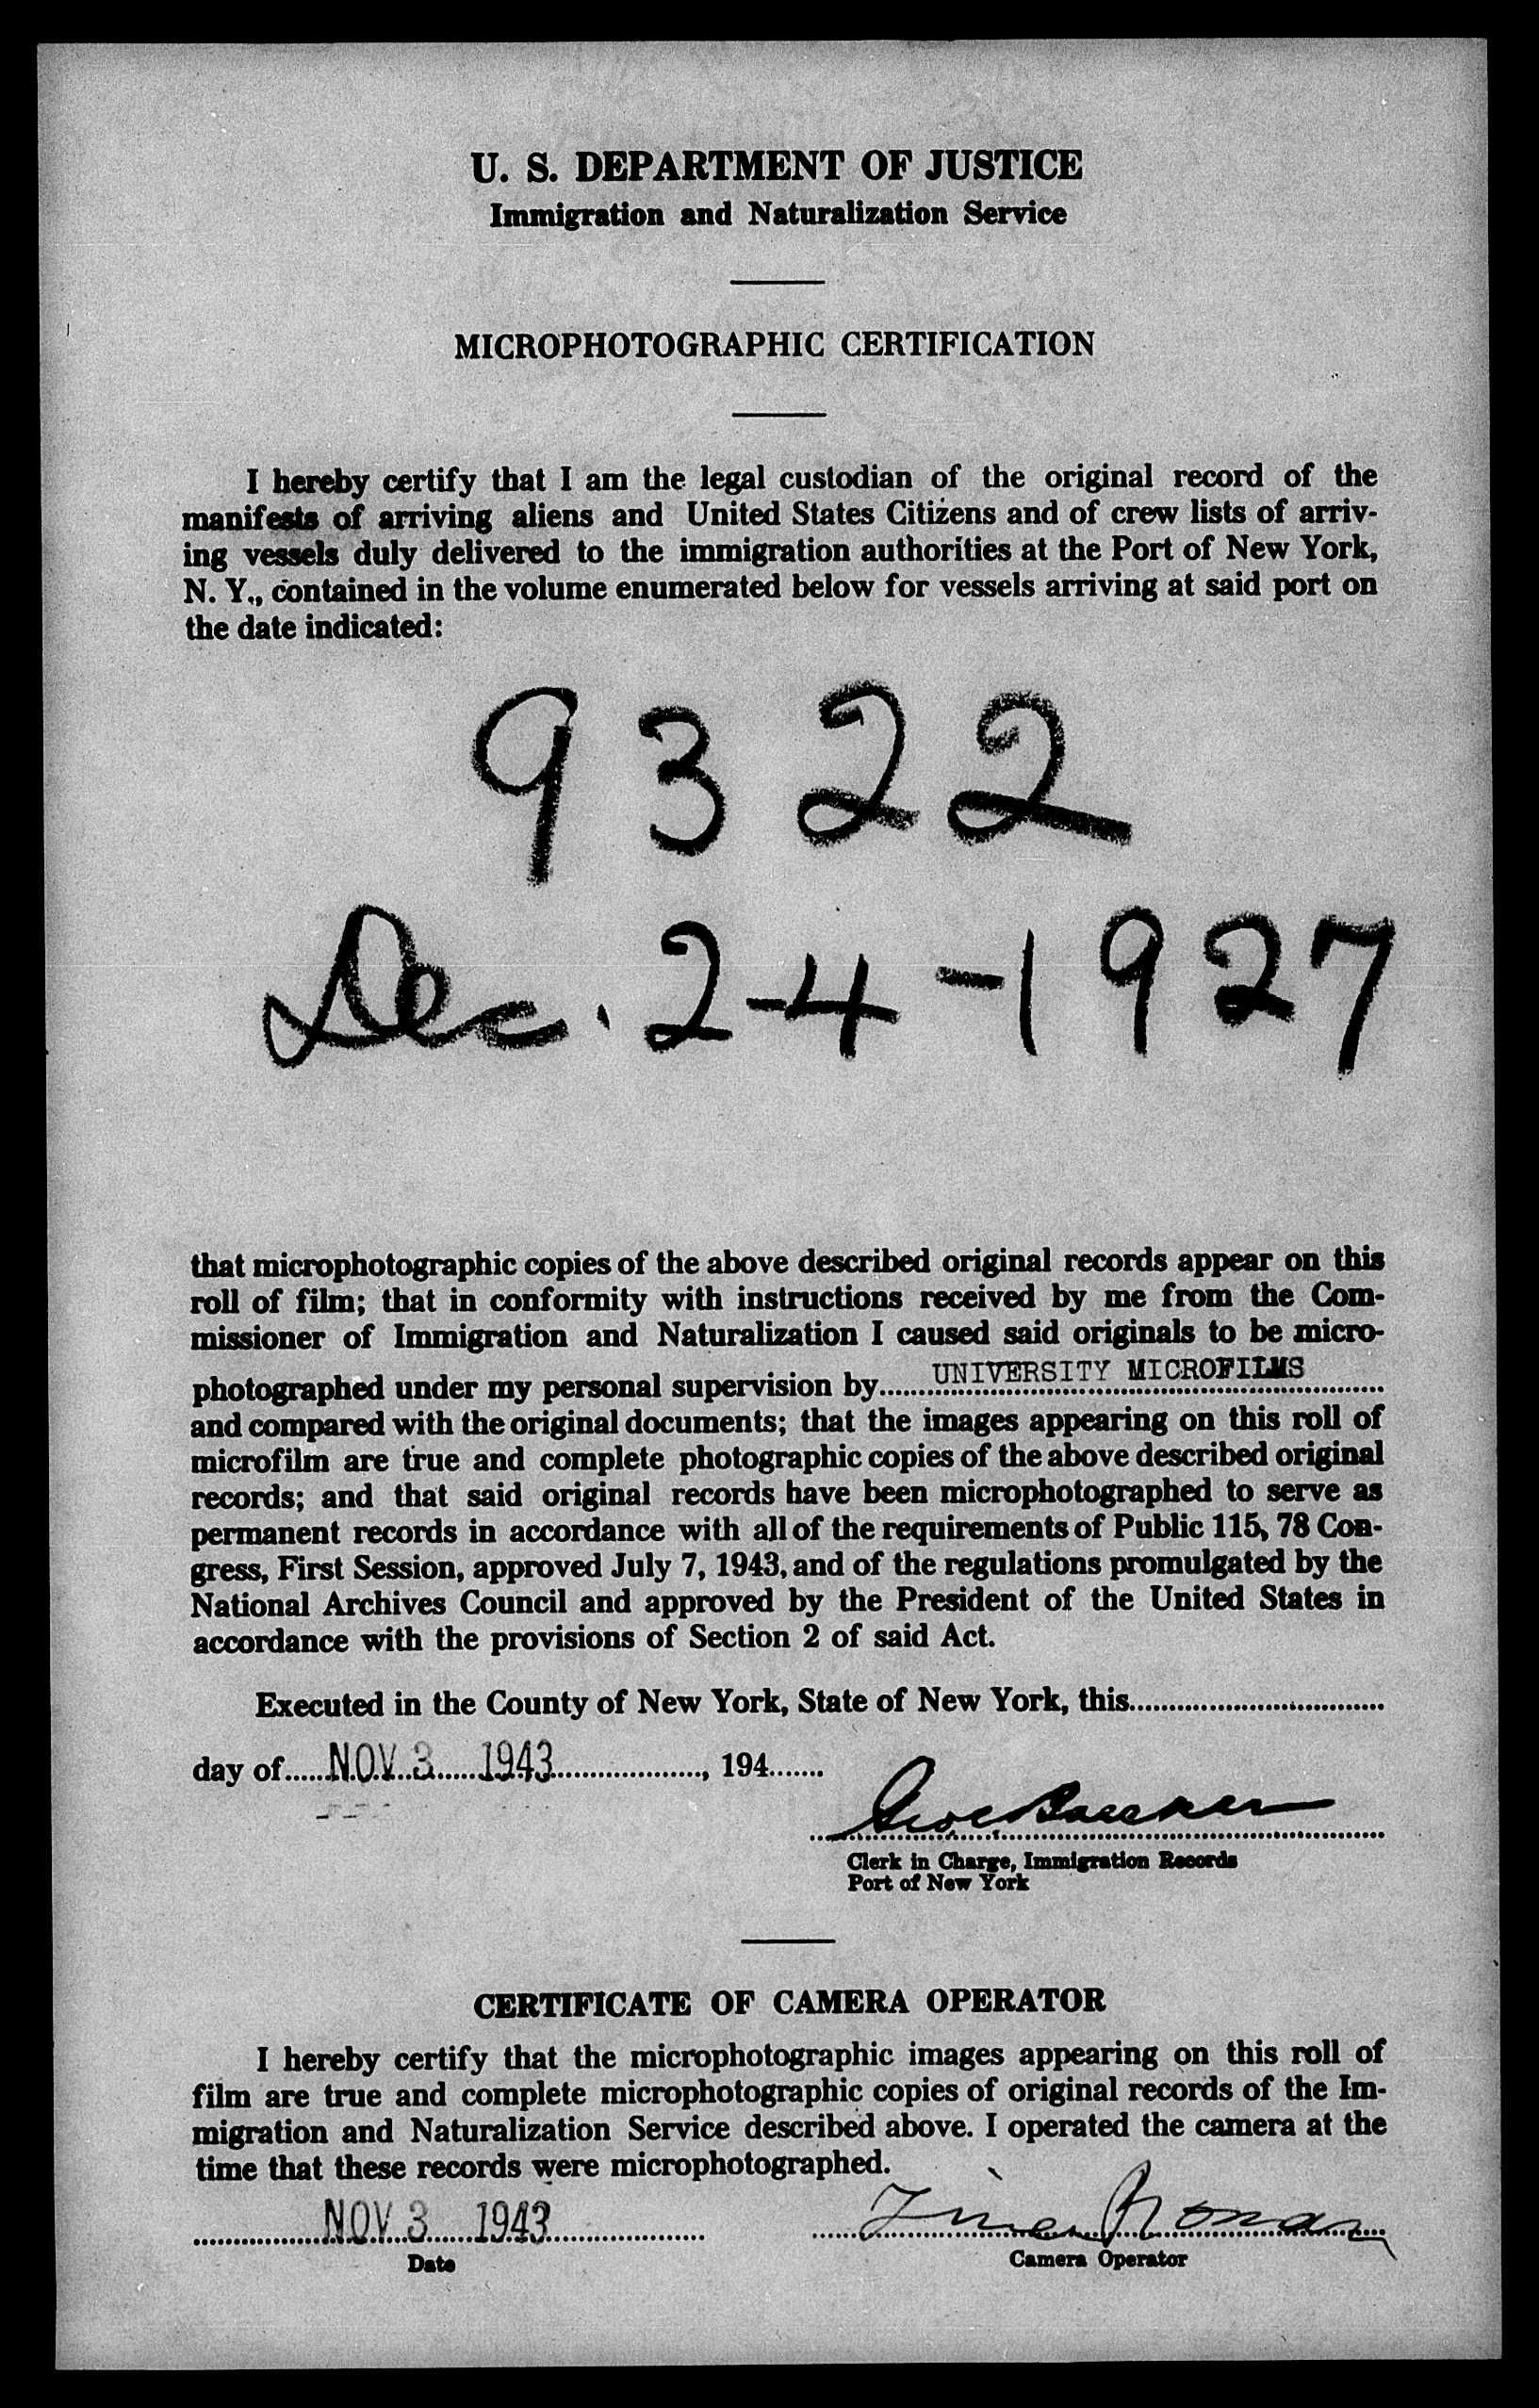 U. S. DEPARTMENT OF JUSTICE
Immigration and Naturalization Service
MICROPHOTOGRAPHIC CERTIFICATION
I hereby certify that I am the legal custodian of the original record of the
manifests of arriving aliens and United States Citizens and of crew lists of arriv-
ing vessels duly delivered to the immigration authorities at the Port of New York,
N. Y., contained in the volume enumerated below for vessels arriving at said port on
the date indicated:
9322
Dec. 2-4-1927
that microphotographic copies of the above described original records appear on this
roll of film; that in conformity with instructions received by me from the Com-
missioner of Immigration and Naturalization I caused said originals to be micro-
photographed under my personal supervision by UNIVERSITY MICROFILMS
and compared with the original documents; that the images appearing on this roll of
microfilm are true and complete photographic copies of the above described original
records; and that said original records have been microphotographed to serve as
permanent records in accordance with all of the requirements of Public 115, 78 Con-
gress, First Session, approved July 7, 1943, and of the regulations promulgated by the
National Archives Council and approved by the President of the United States in
accordance with the provisions of Section 2 of said Act.
Executed in the County of New York, State of New York, this
day of NOV 3 1943, 194
Clerk in Charge, Immigration Records
Port of New York
CERTIFICATE OF CAMERA OPERATOR
I hereby certify that the microphotographic images appearing on this roll of
film are true and complete microphotographic copies of original records of the Im-
migration and Naturalization Service described above. I operated the camera at the
time that these records were microphotographed.
NOV 3 1943
Date
Camera Operator